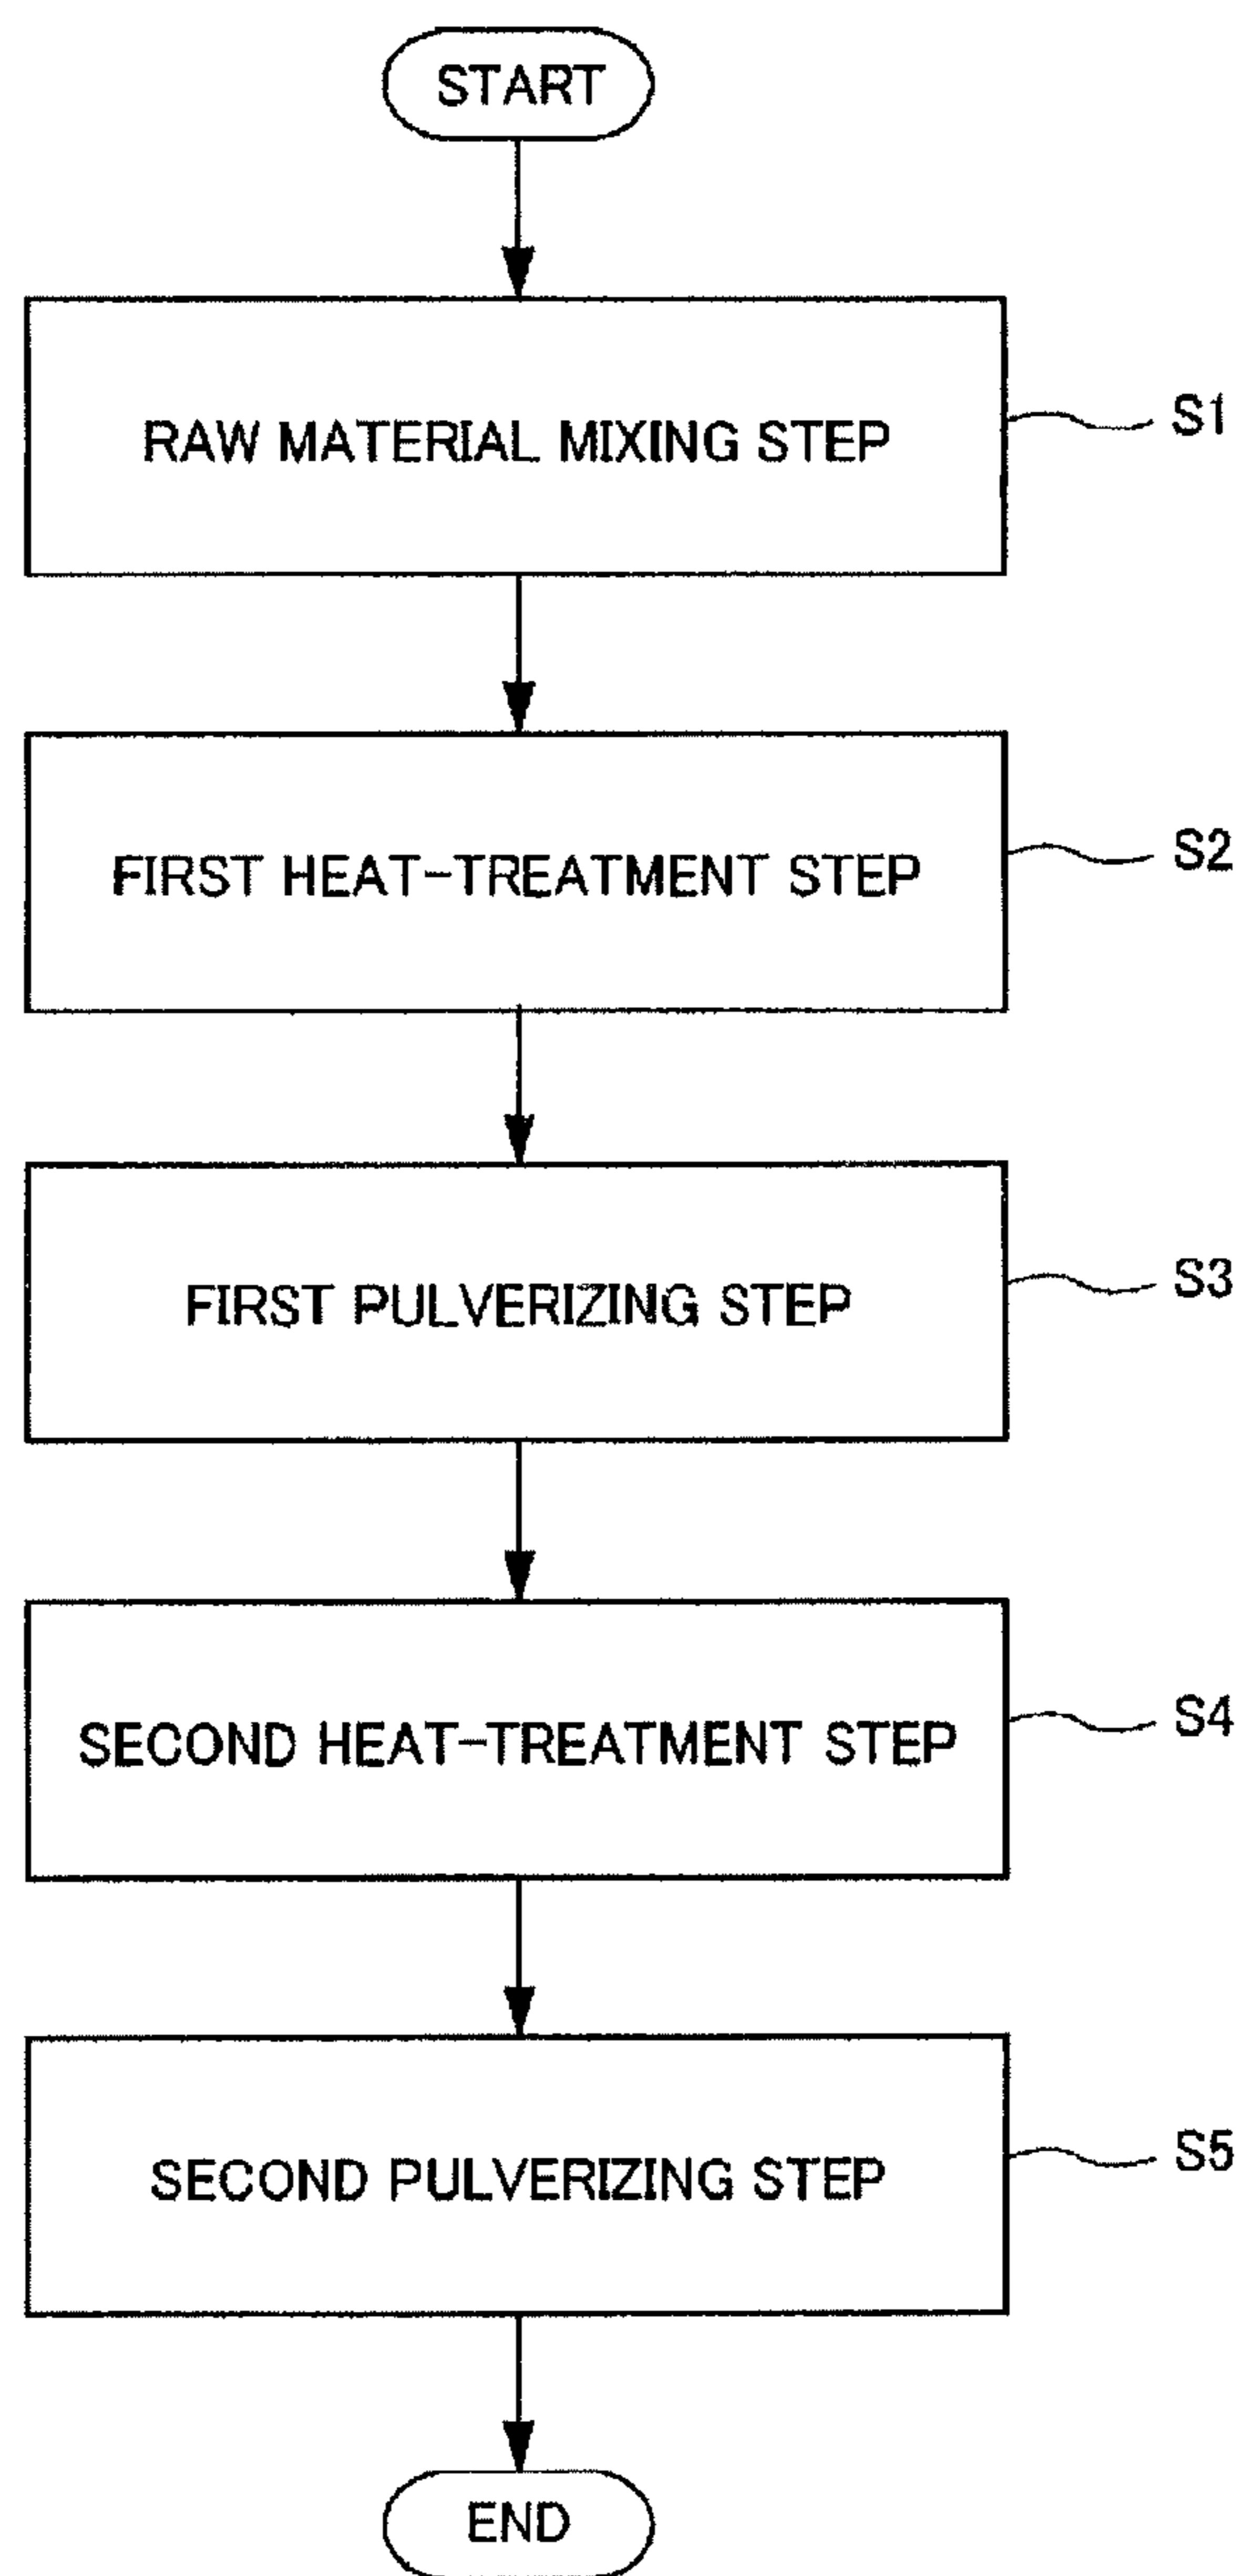 START
RAW MATERIAL MIXING STEP
S1
FIRST HEAT-TREATMENT STEP
S2
FIRST PULVERIZING STEP
S3
SECOND HEAT-TREATMENT STEP
S4
SECOND PULVERIZING STEP
S5
END